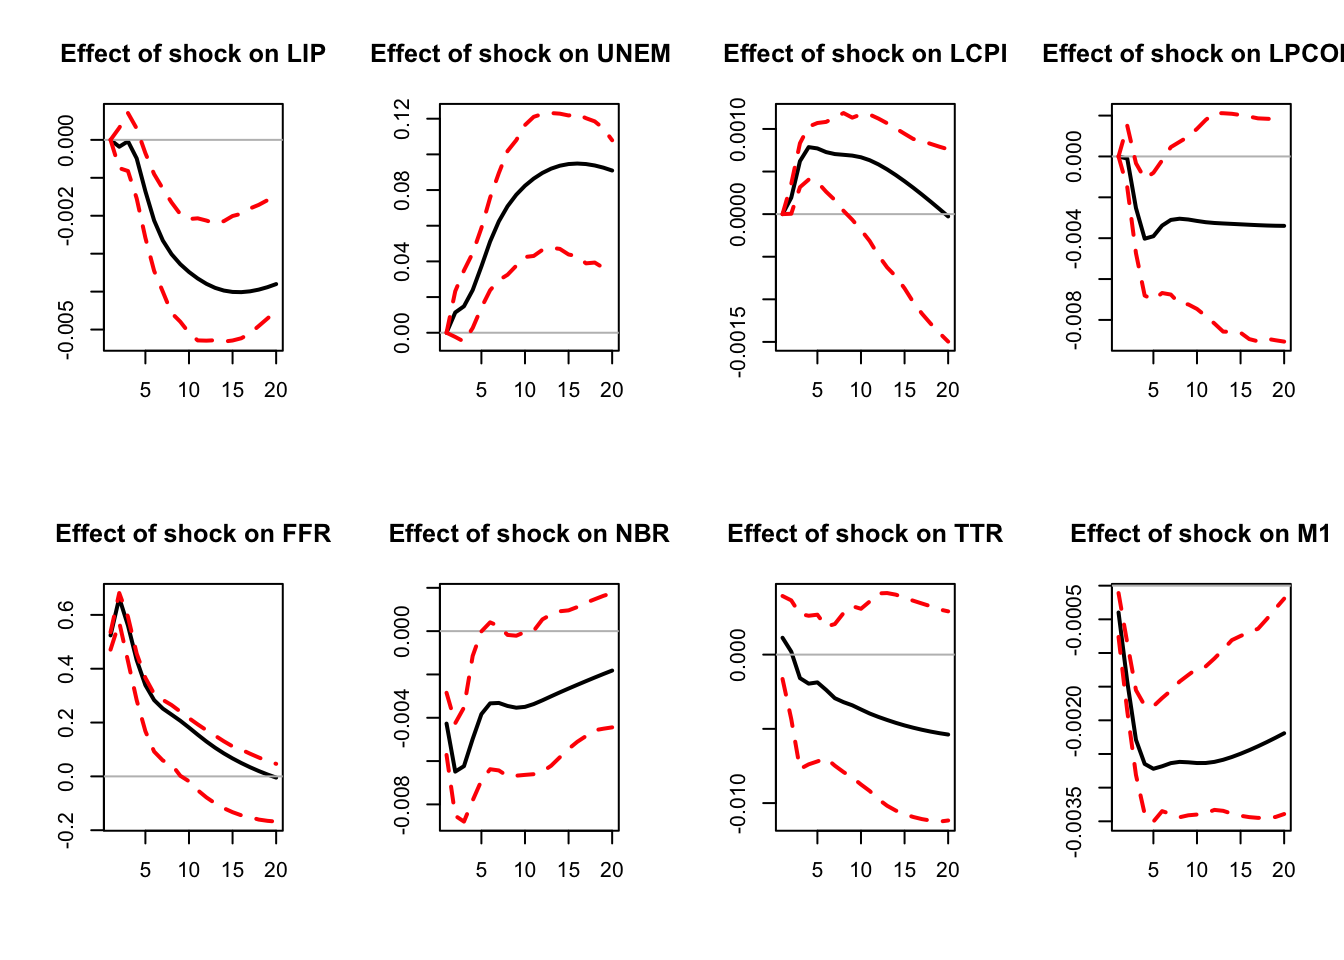 Effect of shock on LIP
Effect of shock on UNEM
Effect of shock on LCPI
Effect of shock on
0.000
-0.002
-0.005
5 10 15 20
0.12
0.08
0.04
0.00
5 10 15 20
0.0010
0.0000
-0.0015
5 10 15 20
0.000
-0.004
-0.008
5 10 15 20
Effect of shock on FFR
Effect of shock on NBR
Effect of shock on TTR
Effect of shock on M1
0.6
0.4
0.2
0.0
-0.2
5 10 15 20
0.000
-0.004
-0.008
5 10 15 20
0.000
-0.010
5 10 15 20
-0.0005
-0.0020
-0.0035
5 10 15 20